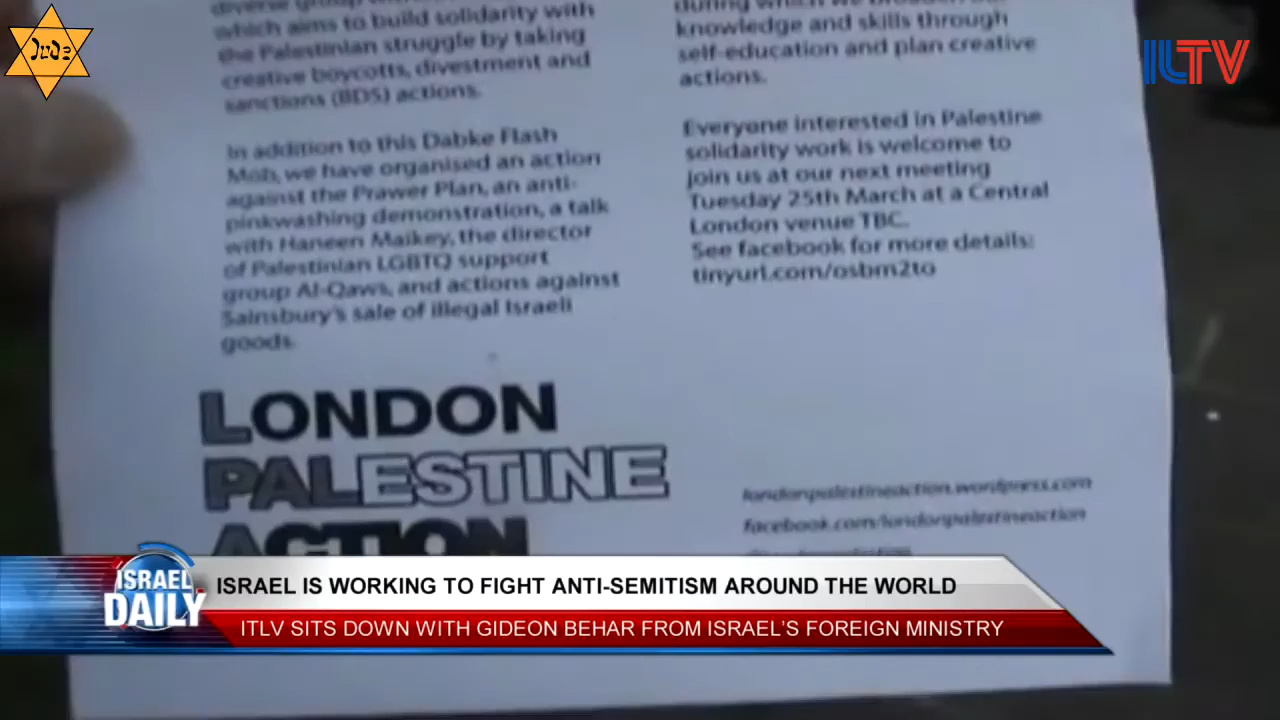 Jude
ILTV
which aims to build solidarity with
the Palestinian struggle by taking
creative boycotts, divestment and
sanctions (BDS) actions.
In addition to this Dabke Flash
Mob, we have organised an action
against the Prawer Plan, an anti-
pinkwashing demonstration, a talk
with Haneen Maikey, the director
of Palestinian LGBTQ support
group Al-Qaws, and actions against
Sainsbury's sale of illegal Israeli
goods.
knowledge and skills through
self-education and plan creative
actions.
Everyone interested in Palestine
solidarity work is welcome to
join us at our next meeting
Tuesday 25th March at a Central
London venue TBC.
See facebook for more details:
tinyurl.com/osbm2to
LONDON
PALESTINE
ACTION
londonpalestineaction.wordpress.com
facebook.com/londonpalestineaction
ISRAEL
DAILY
ISRAEL IS WORKING TO FIGHT ANTI-SEMITISM AROUND THE WORLD
ITLV SITS DOWN WITH GIDEON BEHAR FROM ISRAEL'S FOREIGN MINISTRY